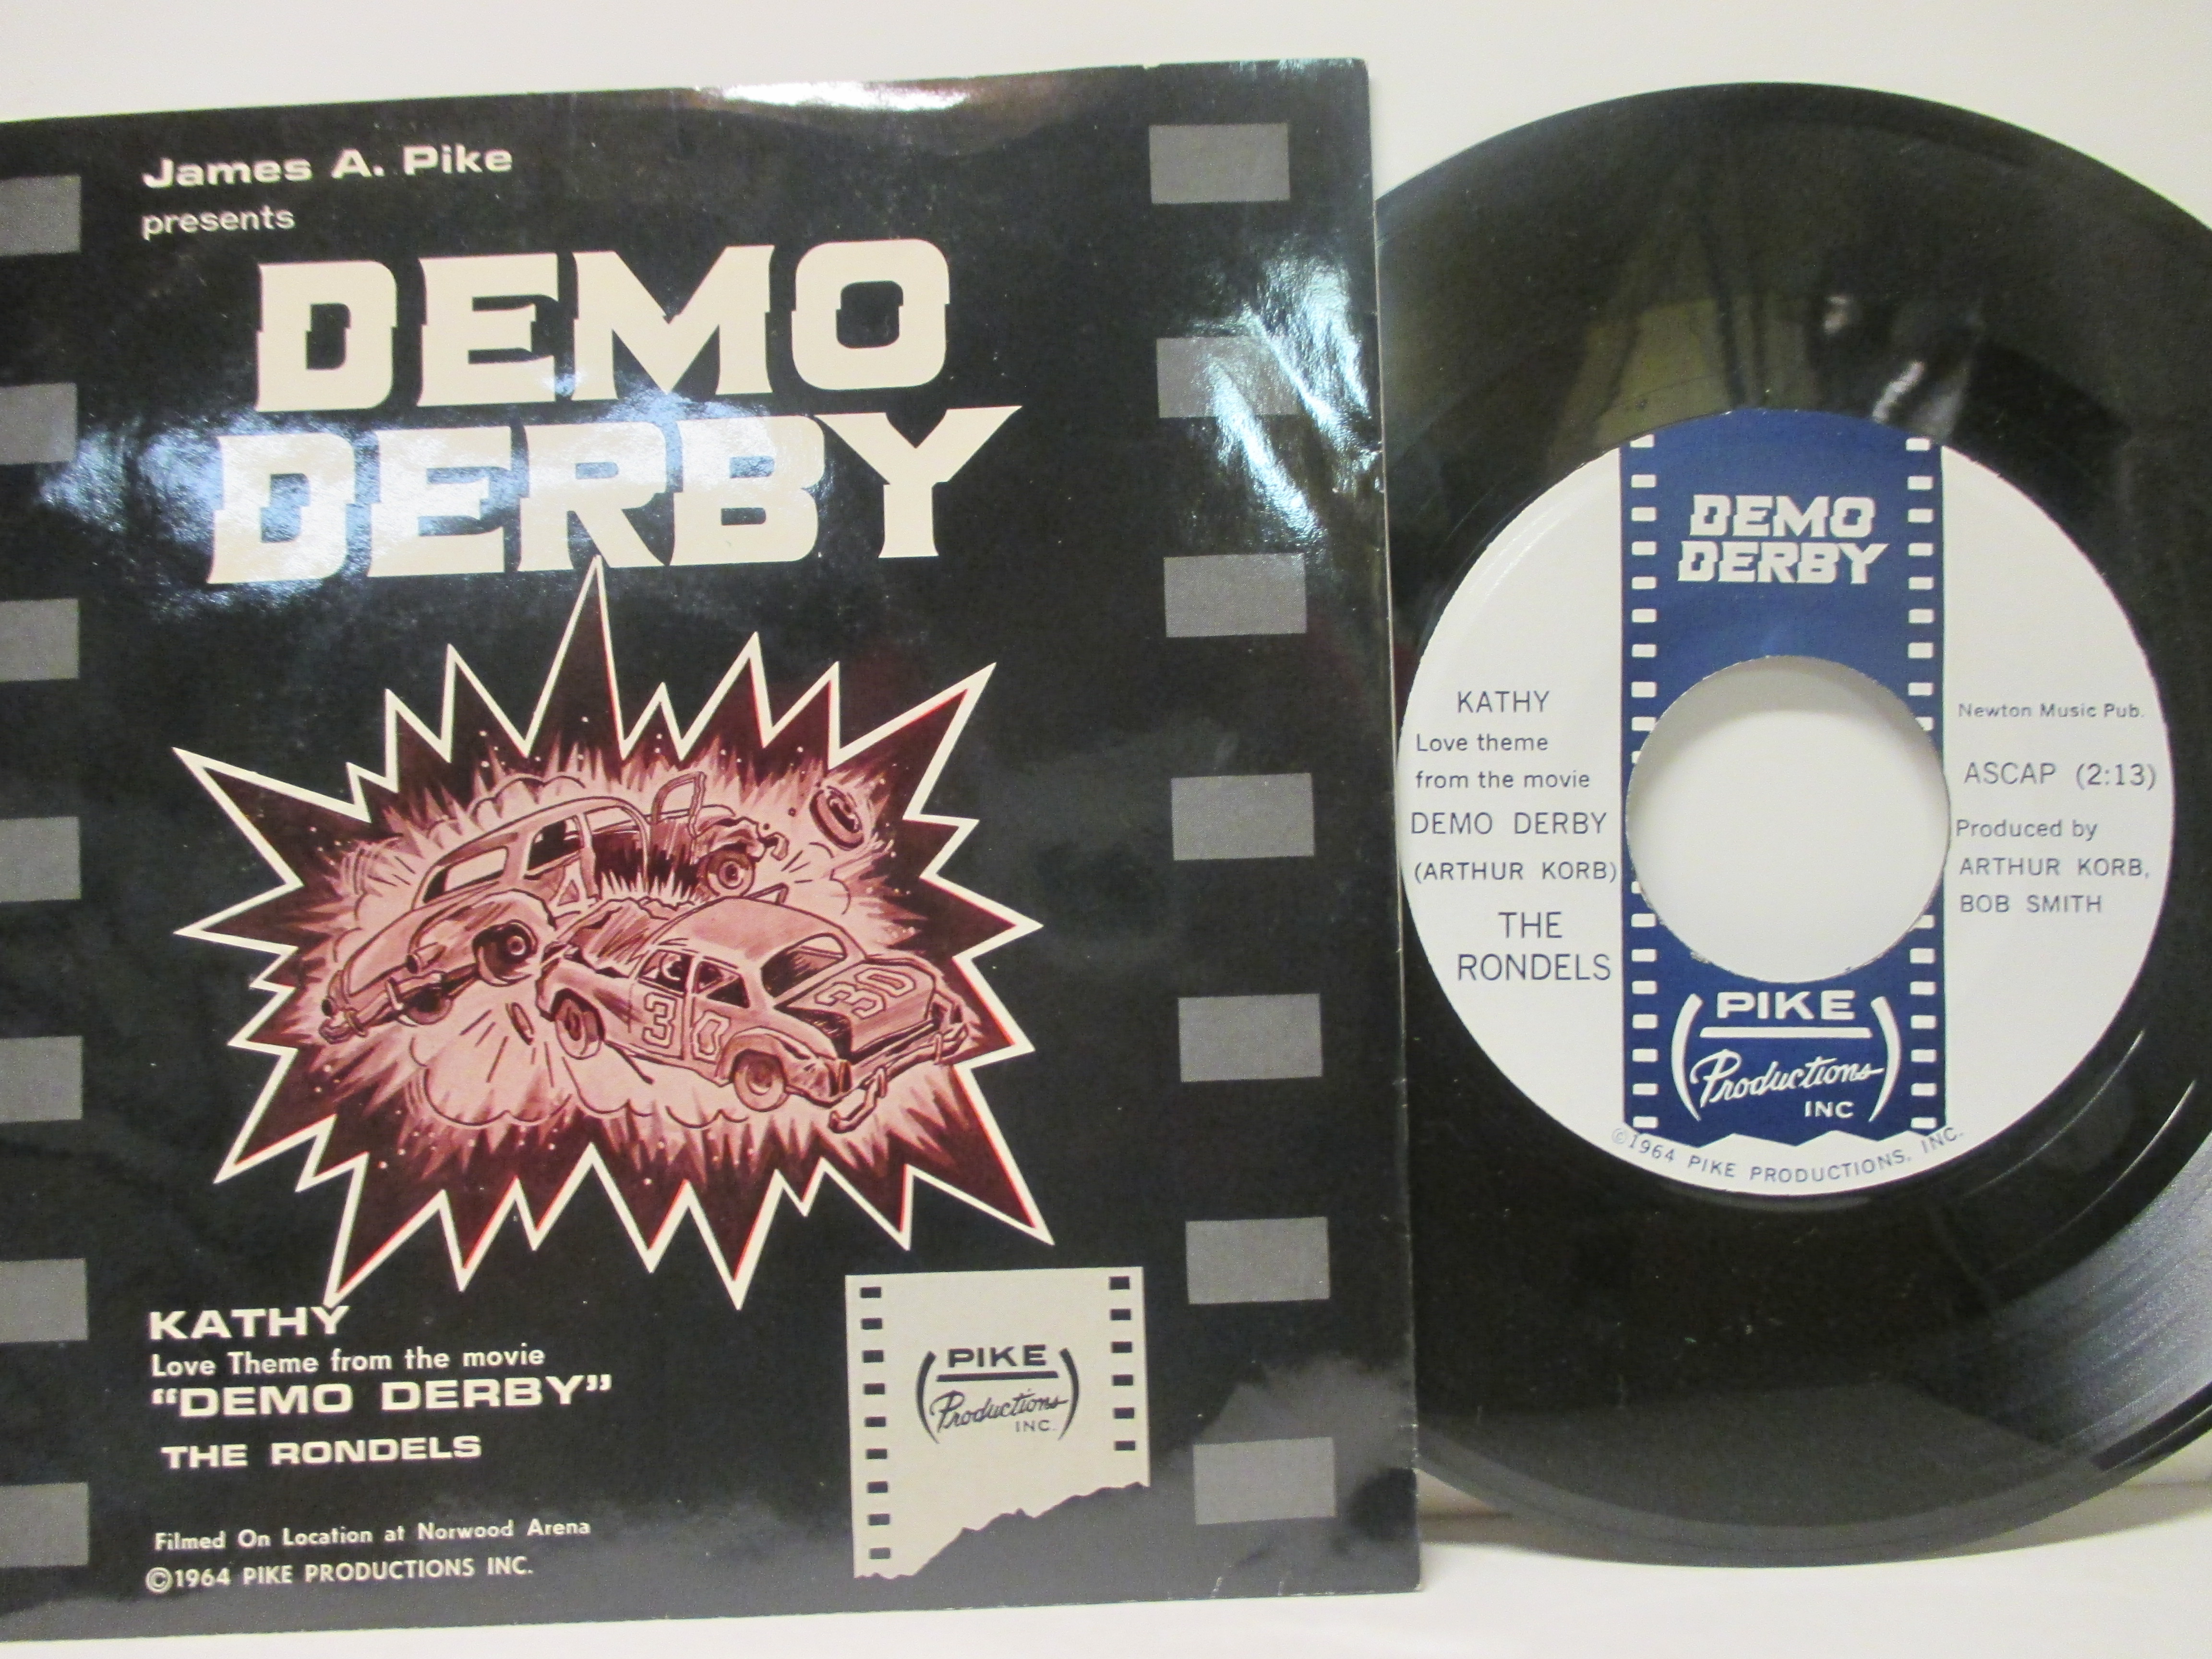 James A. Pike
presents
DEMO
DERBY
30
30
KATHY
Love Theme from the movie
"DEMO DERBY"
THE RONDELS
Filmed On Location at Norwood Arena
©1964 PIKE PRODUCTIONS INC.
PIKE
Productions
INC.
DEMO
DERBY
KATHY
Love theme
from the movie
DEMO DERBY
(ARTHUR KORB)
THE
RONDELS
Newton Music Pub.
ASCAP (2:13)
Produced by
ARTHUR KORB,
BOB SMITH
PIKE
Productions
INC
©1964 PIKE PRODUCTIONS, INC.